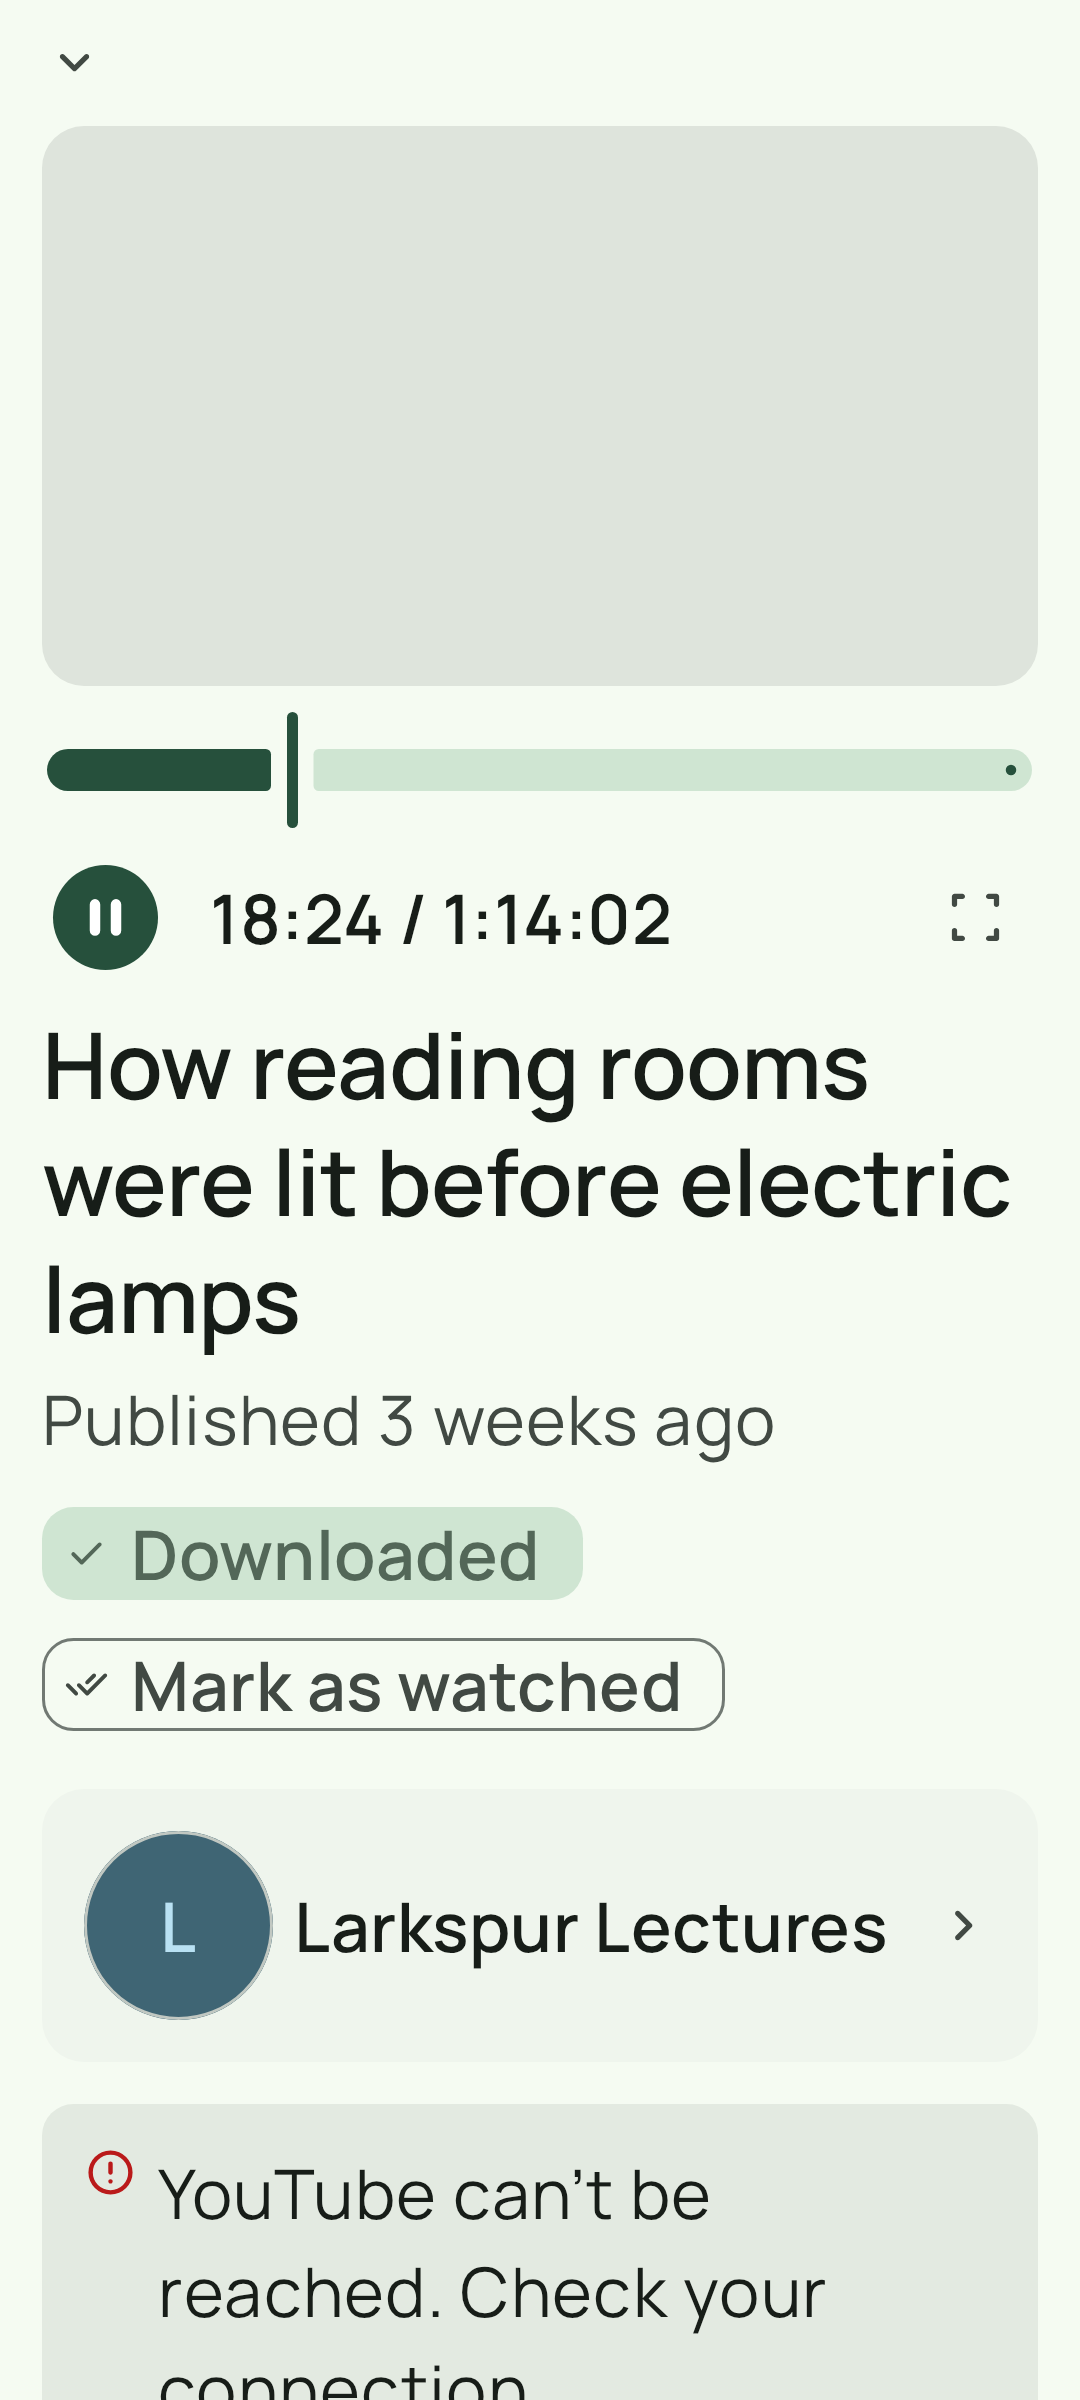 18:24 / 1:14:02
How reading rooms
were lit before electric
lamps
Published 3 weeks ago
Downloaded
Mark as watched
L
Larkspur Lectures
YouTube can’t be
reached. Check your
connection